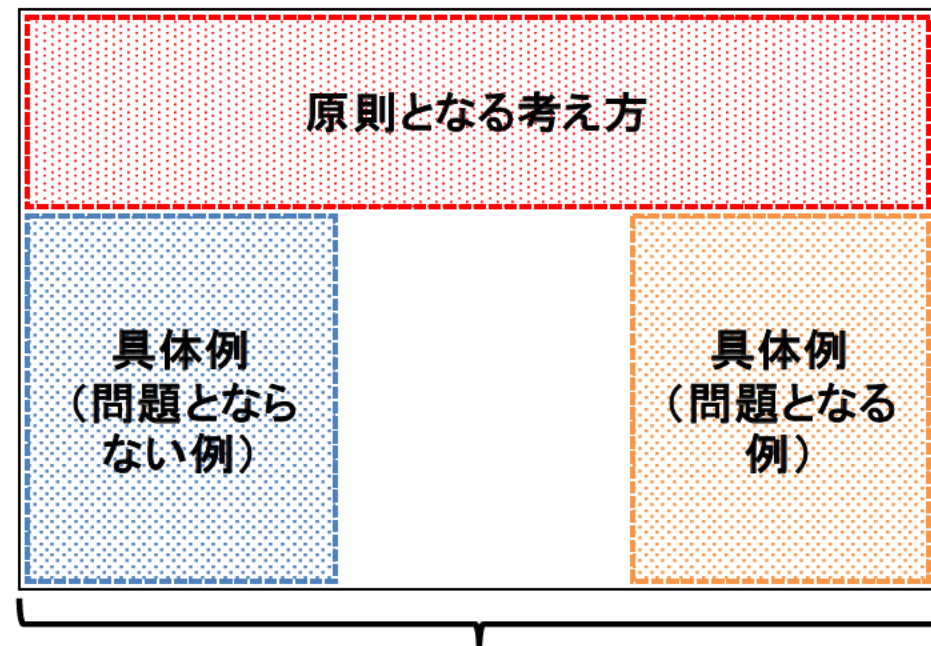 原則となる考え方
具体例
（問題となら
ない例）
具体例
（問題となる
例）